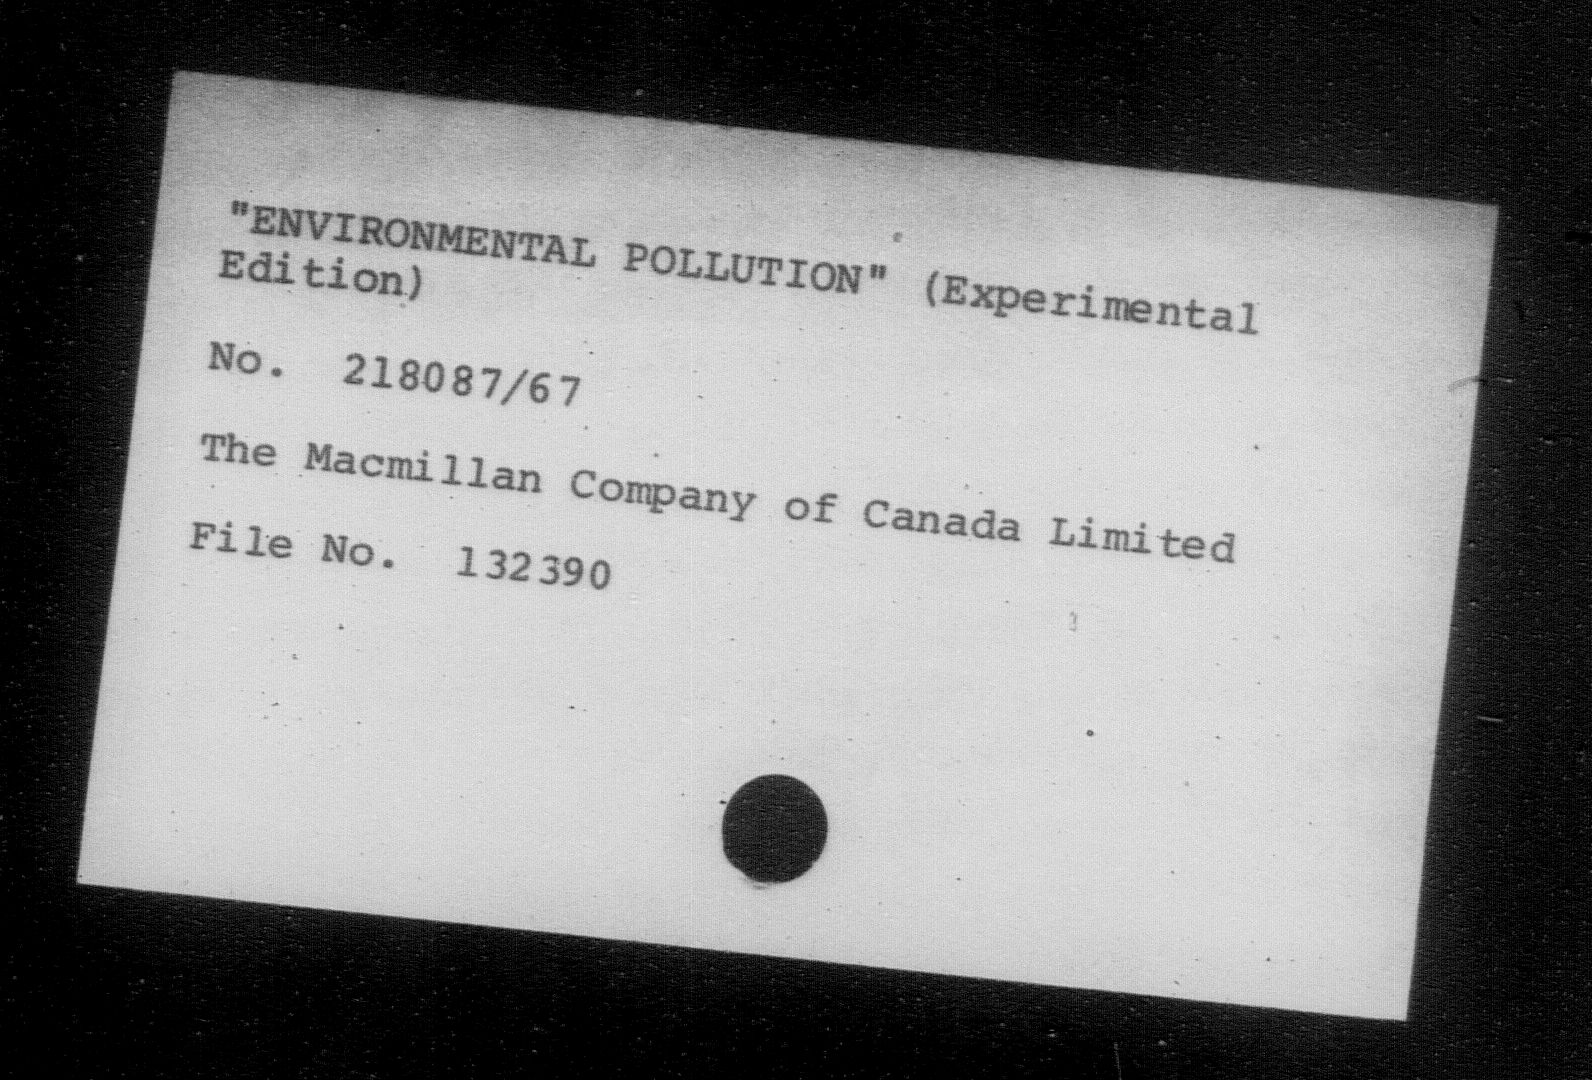 "ENVIRONMENTAL POLLUTION" (Experimental
Edition)
No. 218087/67
The Macmillan Company of Canada Limited
File No. 132390